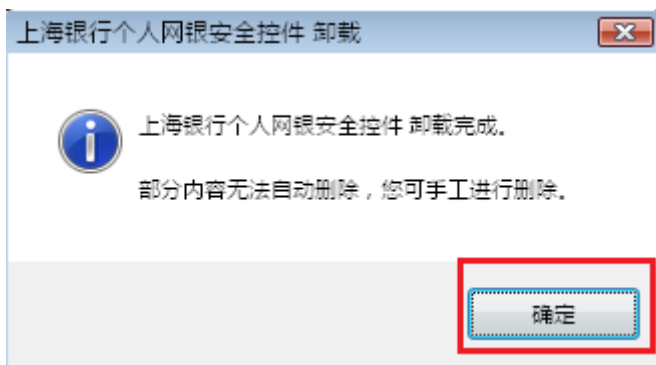 上海银行个人网银安全控件 卸载
上海银行个人网银安全控件 卸载完成。
部分内容无法自动删除，您可手工进行删除。
确定